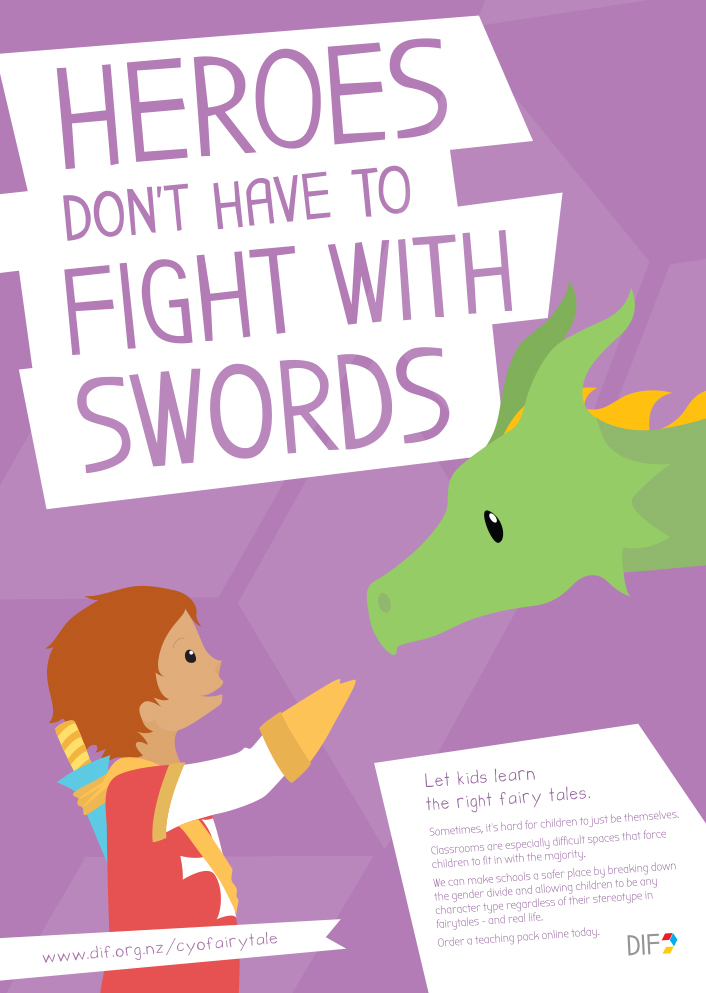 HEROES
DON'T HAVE TO
FIGHT WITH
SWORDS
Let kids learn
the right fairy tales.
Sometimes, it's hard for children to just be themselves.
Classrooms are especially difficult spaces that force
children to fit in with the majority.
We can make schools a safer place by breaking down
the gender divide and allowing children to be any
character type regardless of their stereotype in
fairytales - and real life.
Order a teaching pack online today.
DIF
www.dif.org.nz/cyofairytale